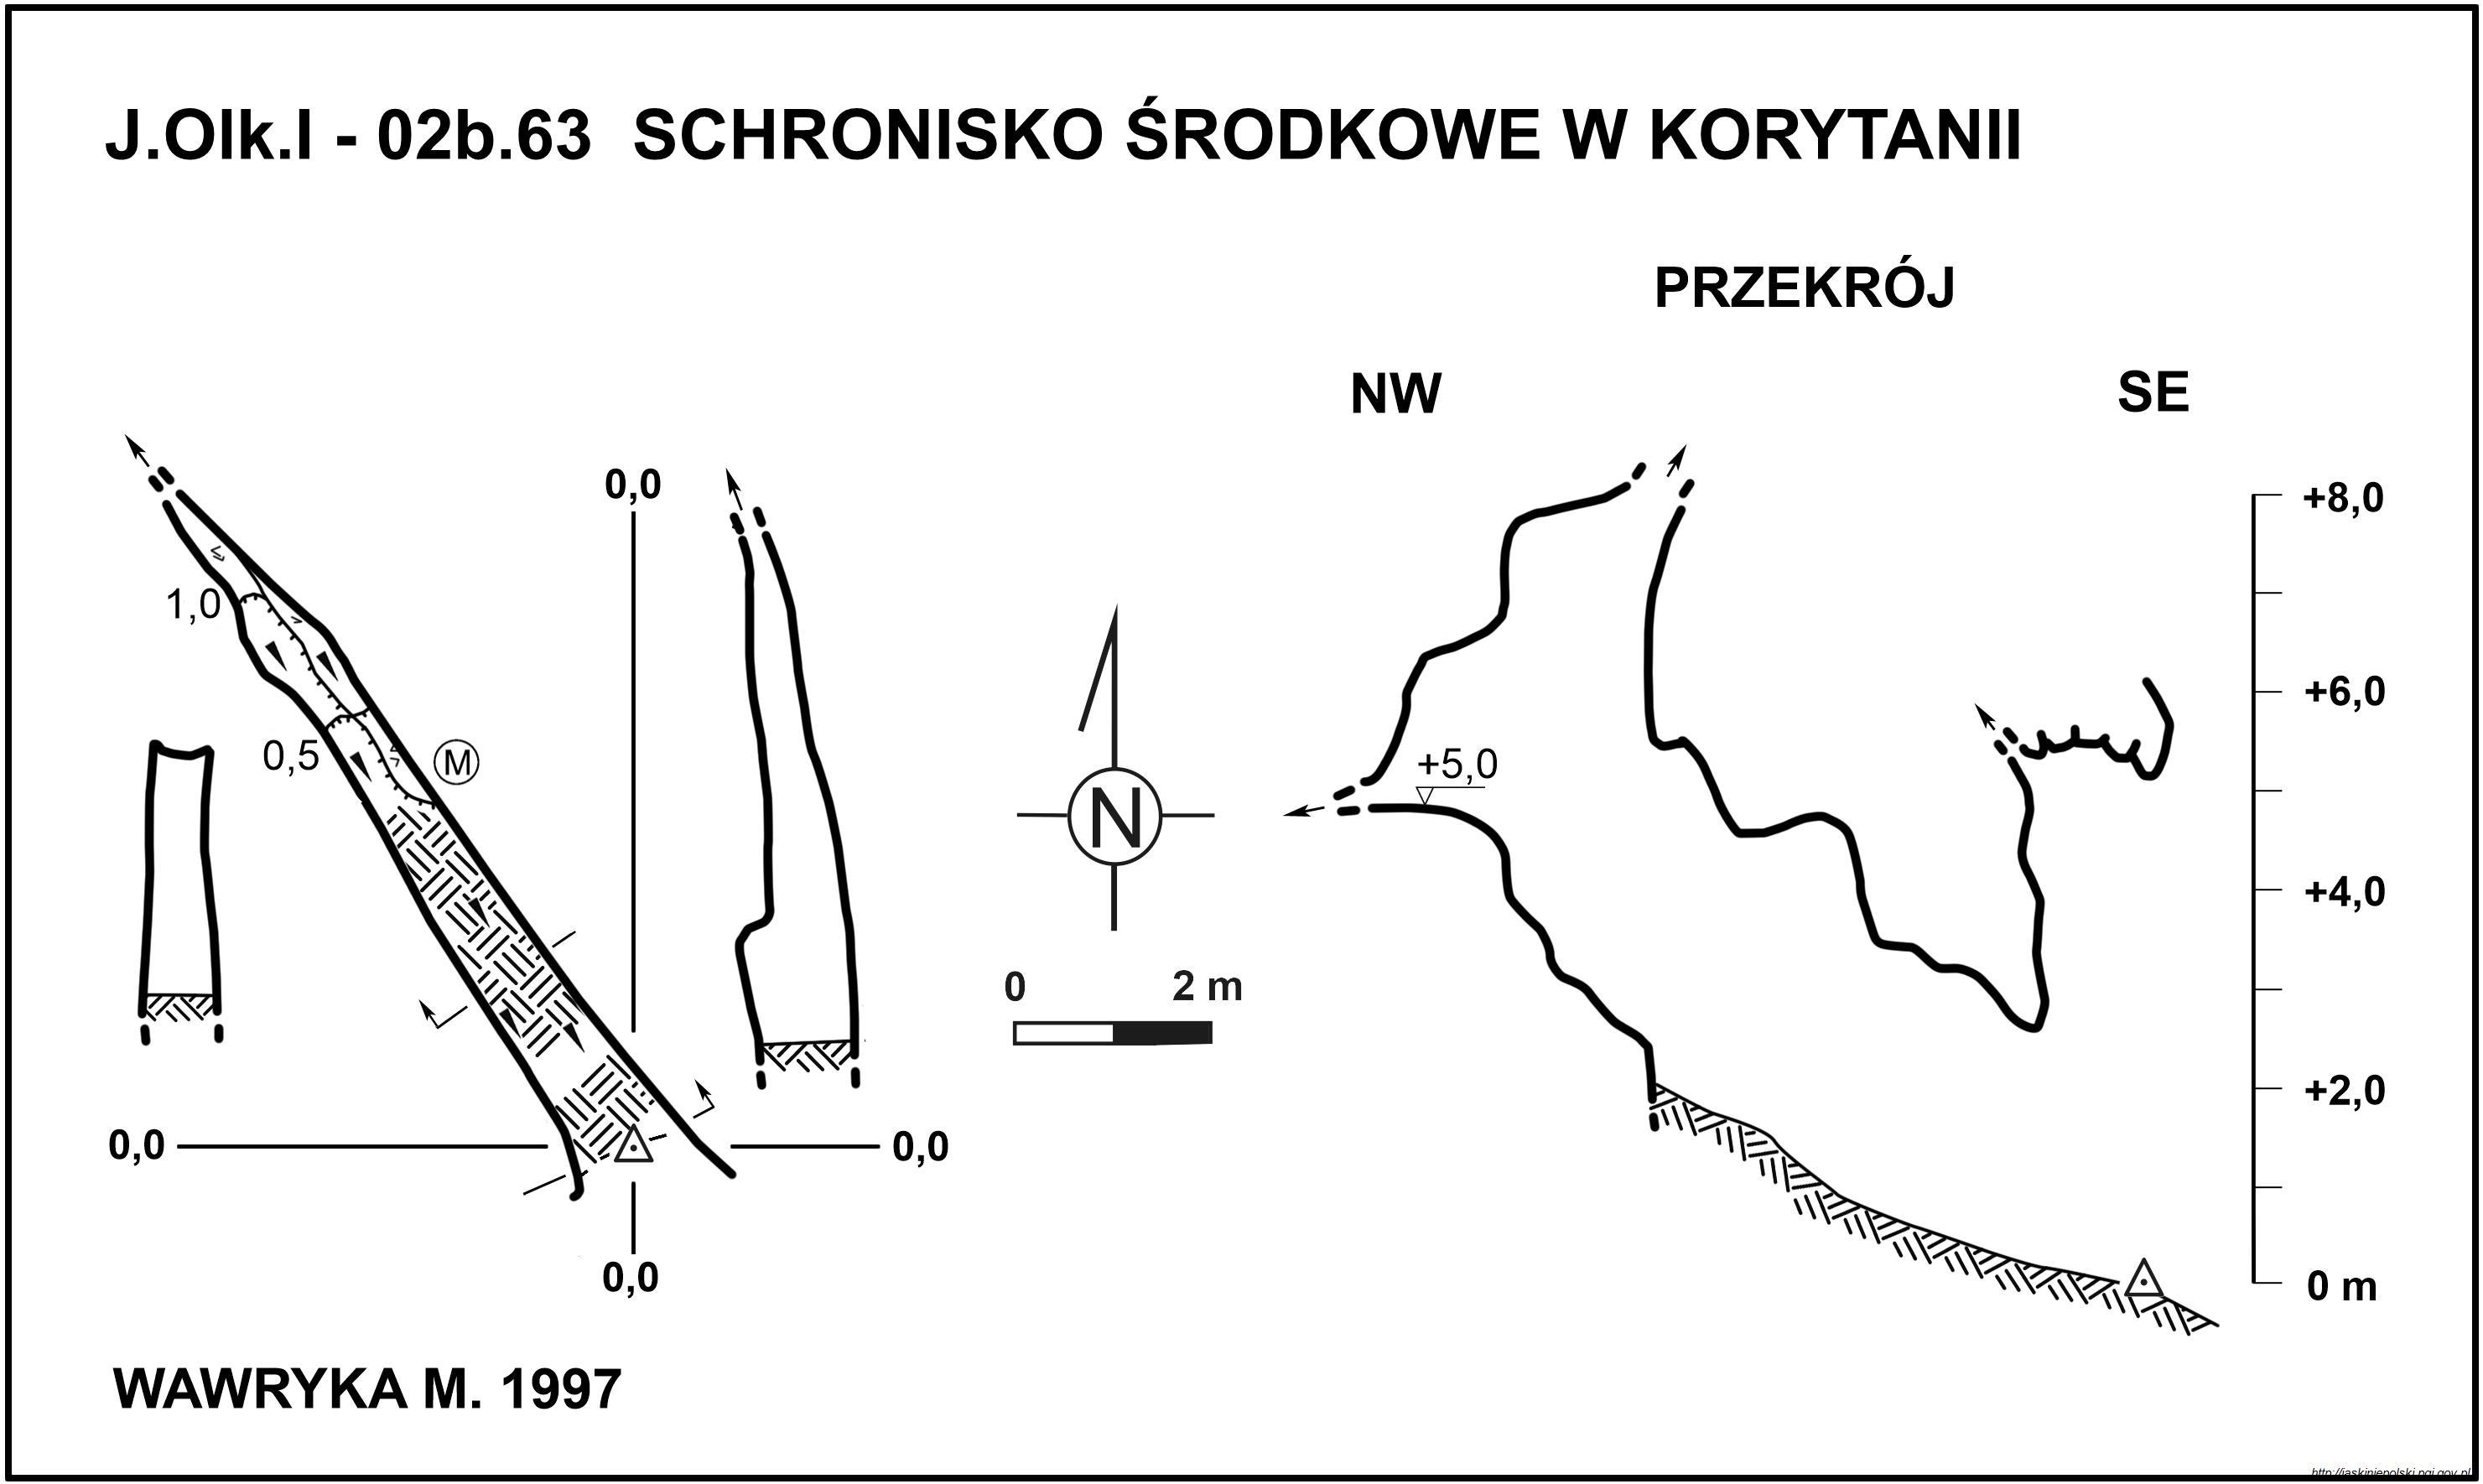 J.Olk.I - 02b.63 SCHRONISKO ŚRODKOWE W KORYTANII
PRZEKRÓJ
NW
SE
0,0
1,0
0,5
M
0,0
0,0
0,0
N
0
2 m
+5,0
+8,0
+6,0
+4,0
+2,0
0 m
WAWRYKA M. 1997
http://jaskiniepolski.pgi.gov.pl